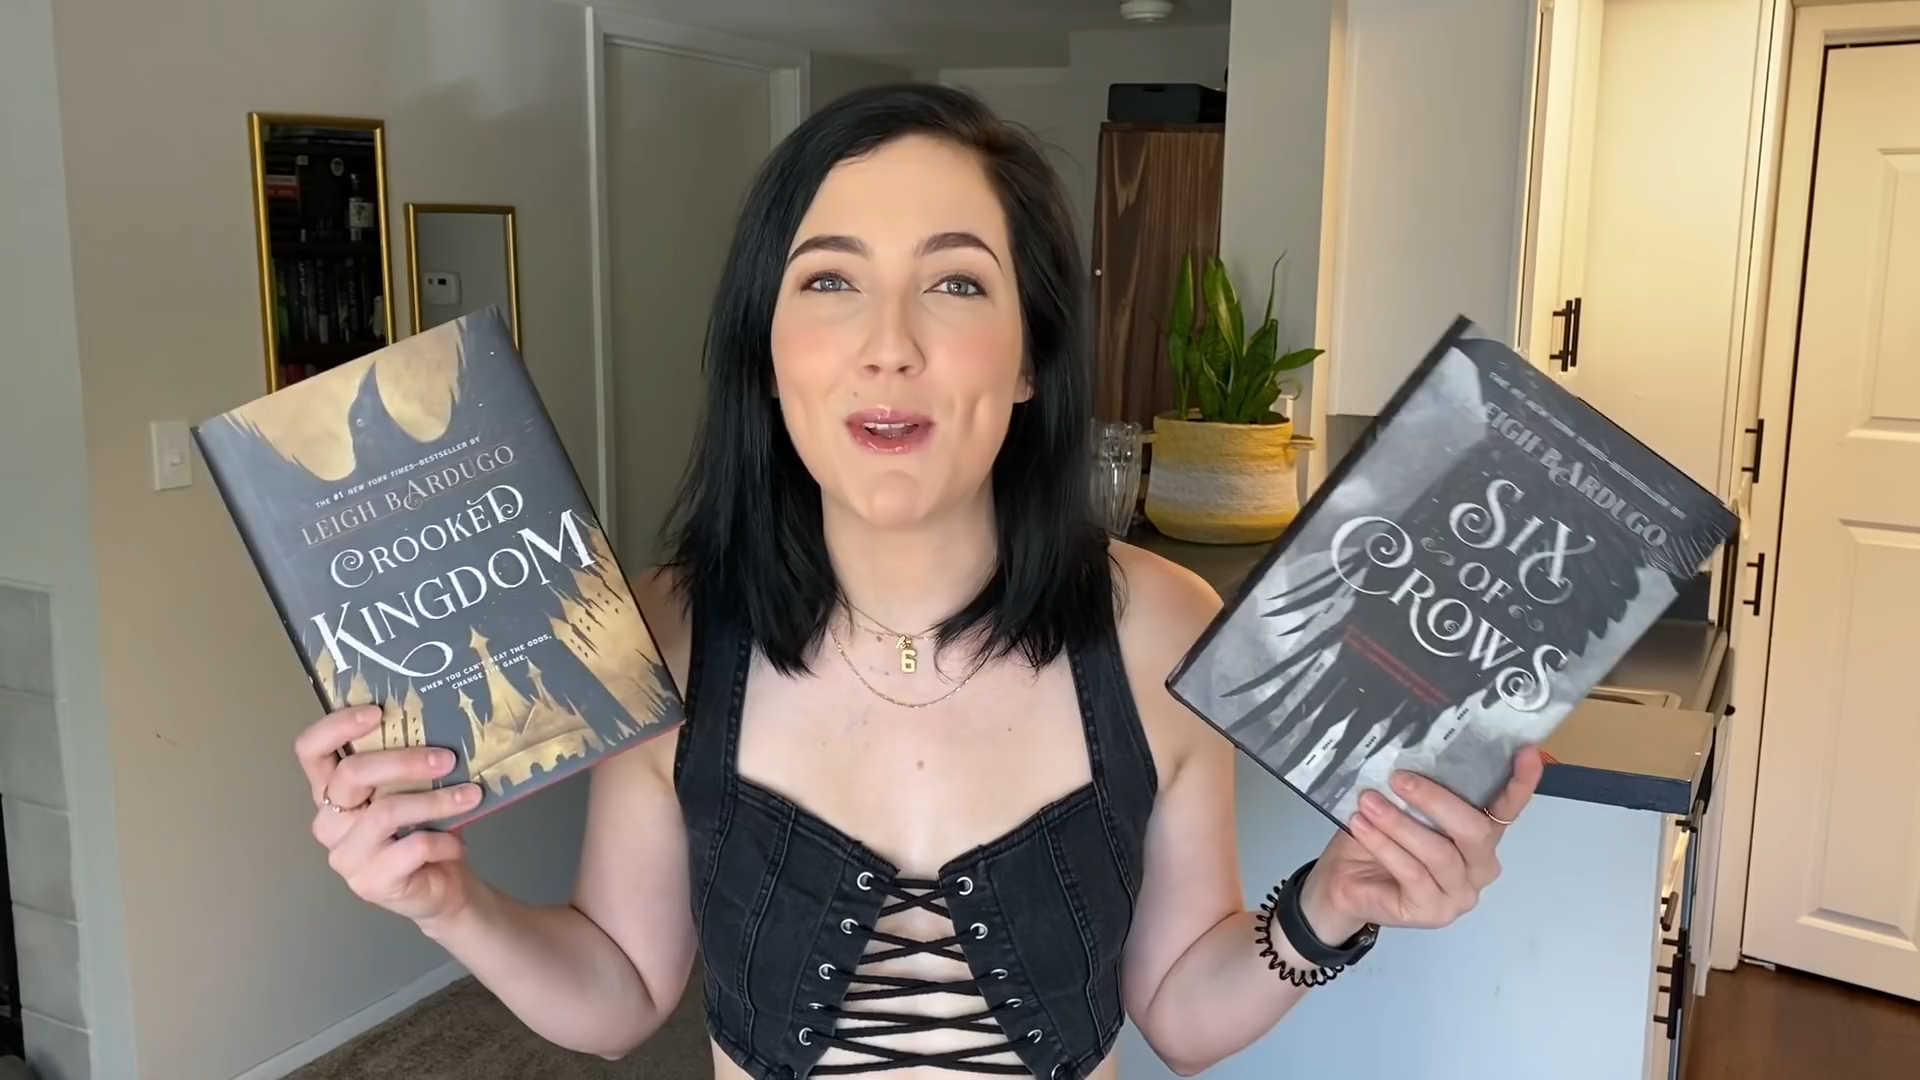 THE #1 NEW YORK TIMES–BESTSELLER BY
LEIGH BARDUGO
CROOKED
KINGDOM
WHEN YOU CAN'T BEAT THE ODDS,
CHANGE THE GAME.
LEIGH BARDUGO
SIX
OF
CROWS
6